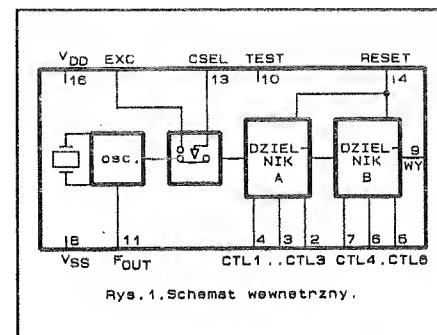 VDD EXC CSEL TEST RESET
16 13 10 14
OSC.
DZIEL-
NIK
A
DZIEL-
NIK
B
9
WY
8 11 4 3 2 7 6 5
VSS FOUT CTL1..CTL3 CTL4.CTL6
Rys.1.Schemat wewnetrzny.